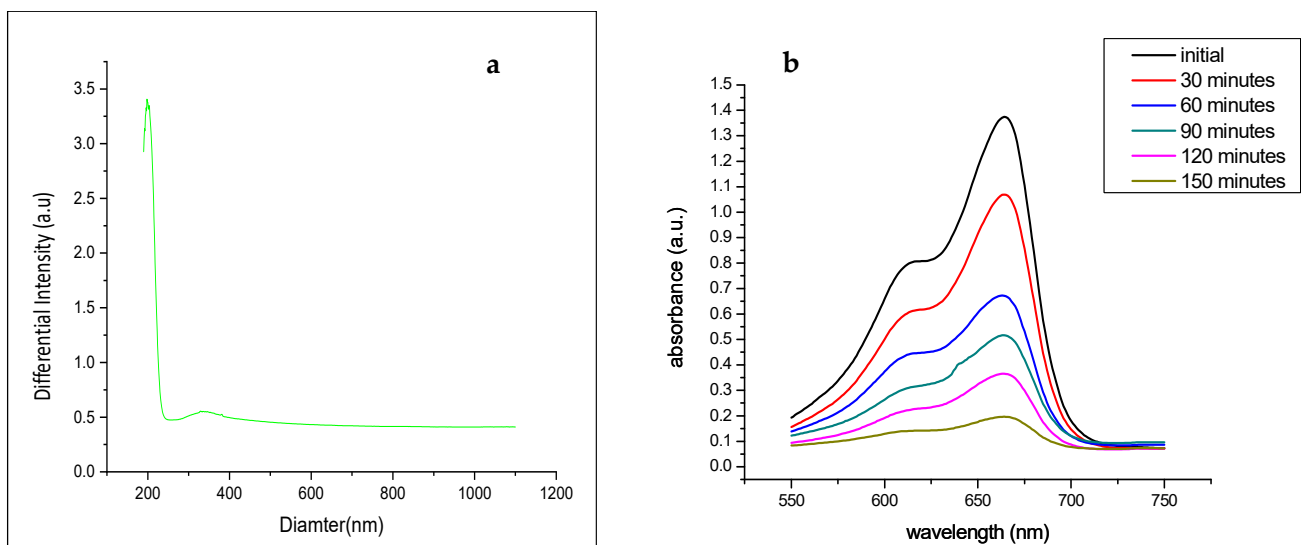 a
Differential Intensity (a.u)
3.5
3.0
2.5
2.0
1.5
1.0
0.5
0.0
200 400 600 800 1000 1200
Diamter(nm)
b
initial
30 minutes
60 minutes
90 minutes
120 minutes
150 minutes
absorbance (a.u.)
1.5
1.4
1.3
1.2
1.1
1.0
0.9
0.8
0.7
0.6
0.5
0.4
0.3
0.2
0.1
0.0
550 600 650 700 750
wavelength (nm)